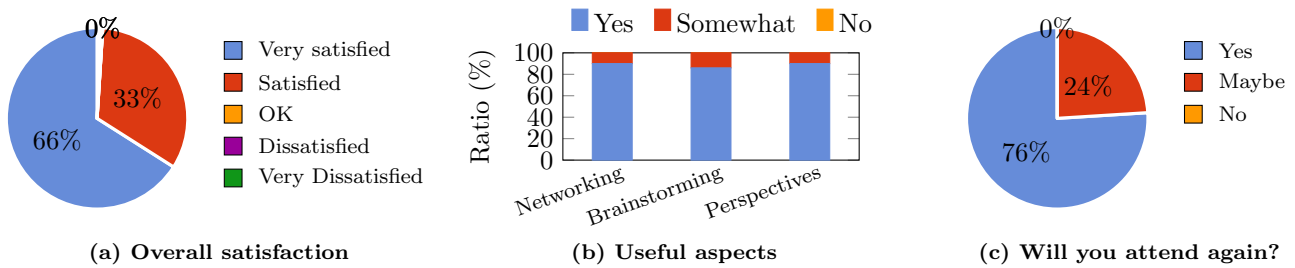 0%
33%
66%
Very satisfied
Satisfied
OK
Dissatisfied
Very Dissatisfied
(a) Overall satisfaction
Yes Somewhat No
Ratio (%)
100
80
60
40
20
0
Networking
Brainstorming
Perspectives
(b) Useful aspects
0%
24%
76%
Yes
Maybe
No
(c) Will you attend again?